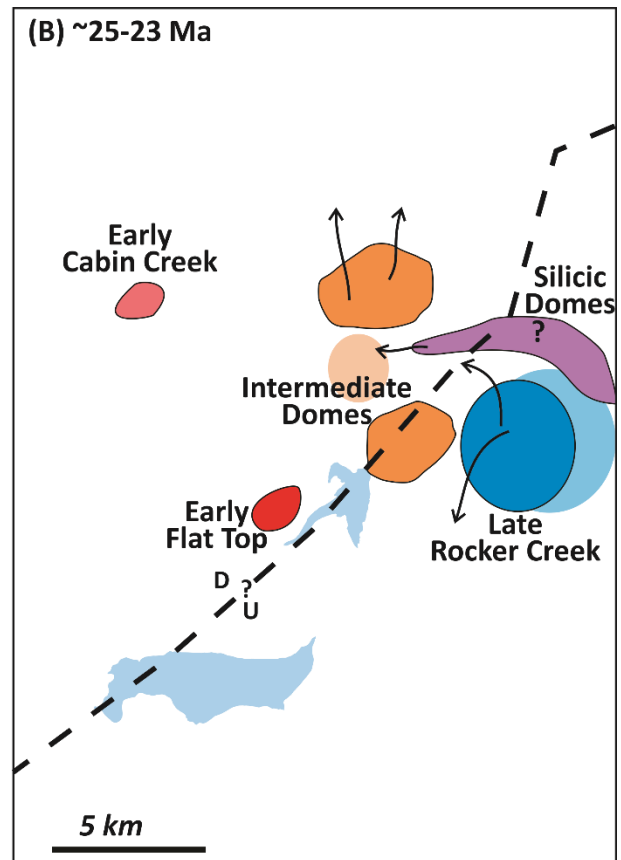 (B) ~25-23 Ma
Early
Cabin Creek
Silicic
Domes
?
Intermediate
Domes
Early
Flat Top
Late
Rocker Creek
D ?
U
5 km